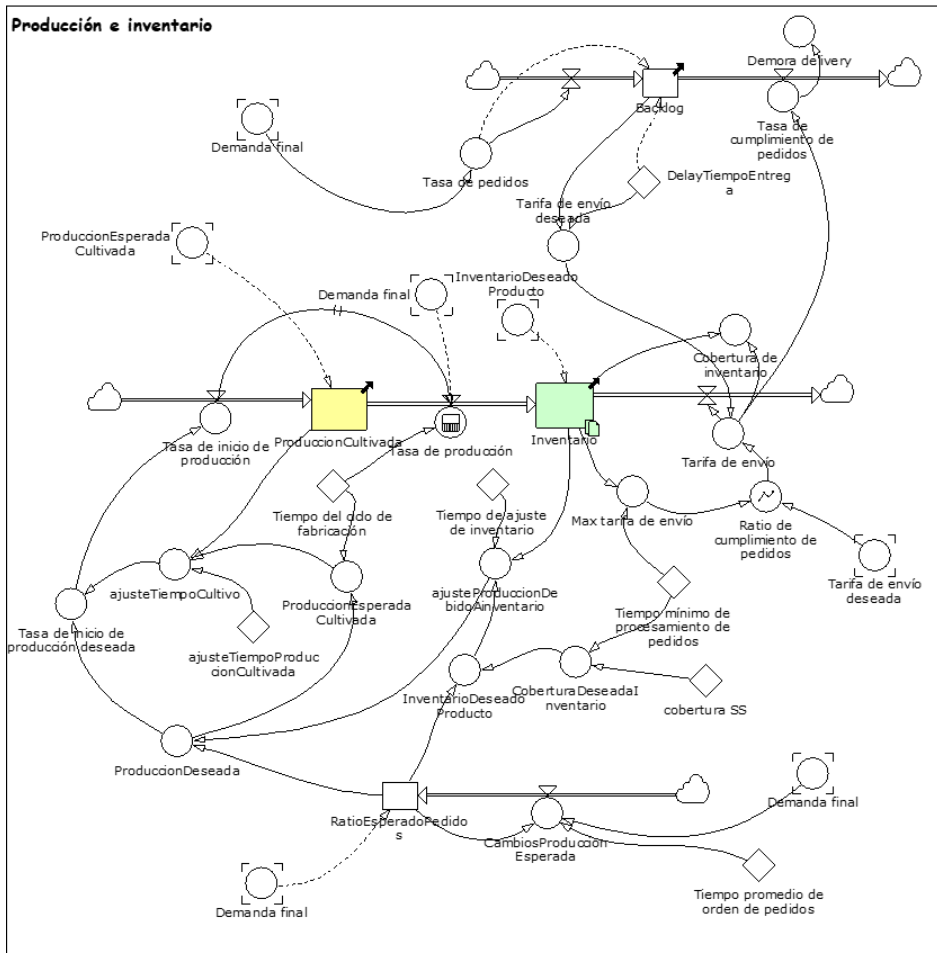 Producción e inventario
Demora delivery
Backlog
Demanda final
Tasa de
cumplimiento de
pedidos
Tasa de pedidos
DelayTiempoEntreg
a
Tarifa de envío
deseada
ProduccionEsperada
Cultivada
InventarioDeseado
Producto
Demanda final
Cobertura de
inventario
Tasa de inicio de
producción
ProduccionCultivada
Tasa de producción
Inventario
Tarifa de envío
Tiempo del ciclo de
fabricación
Tiempo de ajuste
de inventario
Max tarifa de envío
Ratio de
cumplimiento de
pedidos
Tarifa de envío
deseada
ajusteTiempoCultivo
ProduccionEsperada
Cultivada
ajusteProduccionDe
bidoAinventario
Tiempo mínimo de
procesamiento de
pedidos
Tasa de inicio de
producción deseada
ajusteTiempoProduc
cionCultivada
InventarioDeseado
Producto
CoberturaDeseadaI
nventario
cobertura SS
ProduccionDeseada
Demanda final
RatioEsperadoPedid
os
CambiosProduccion
Esperada
Demanda final
Tiempo promedio de
orden de pedidos